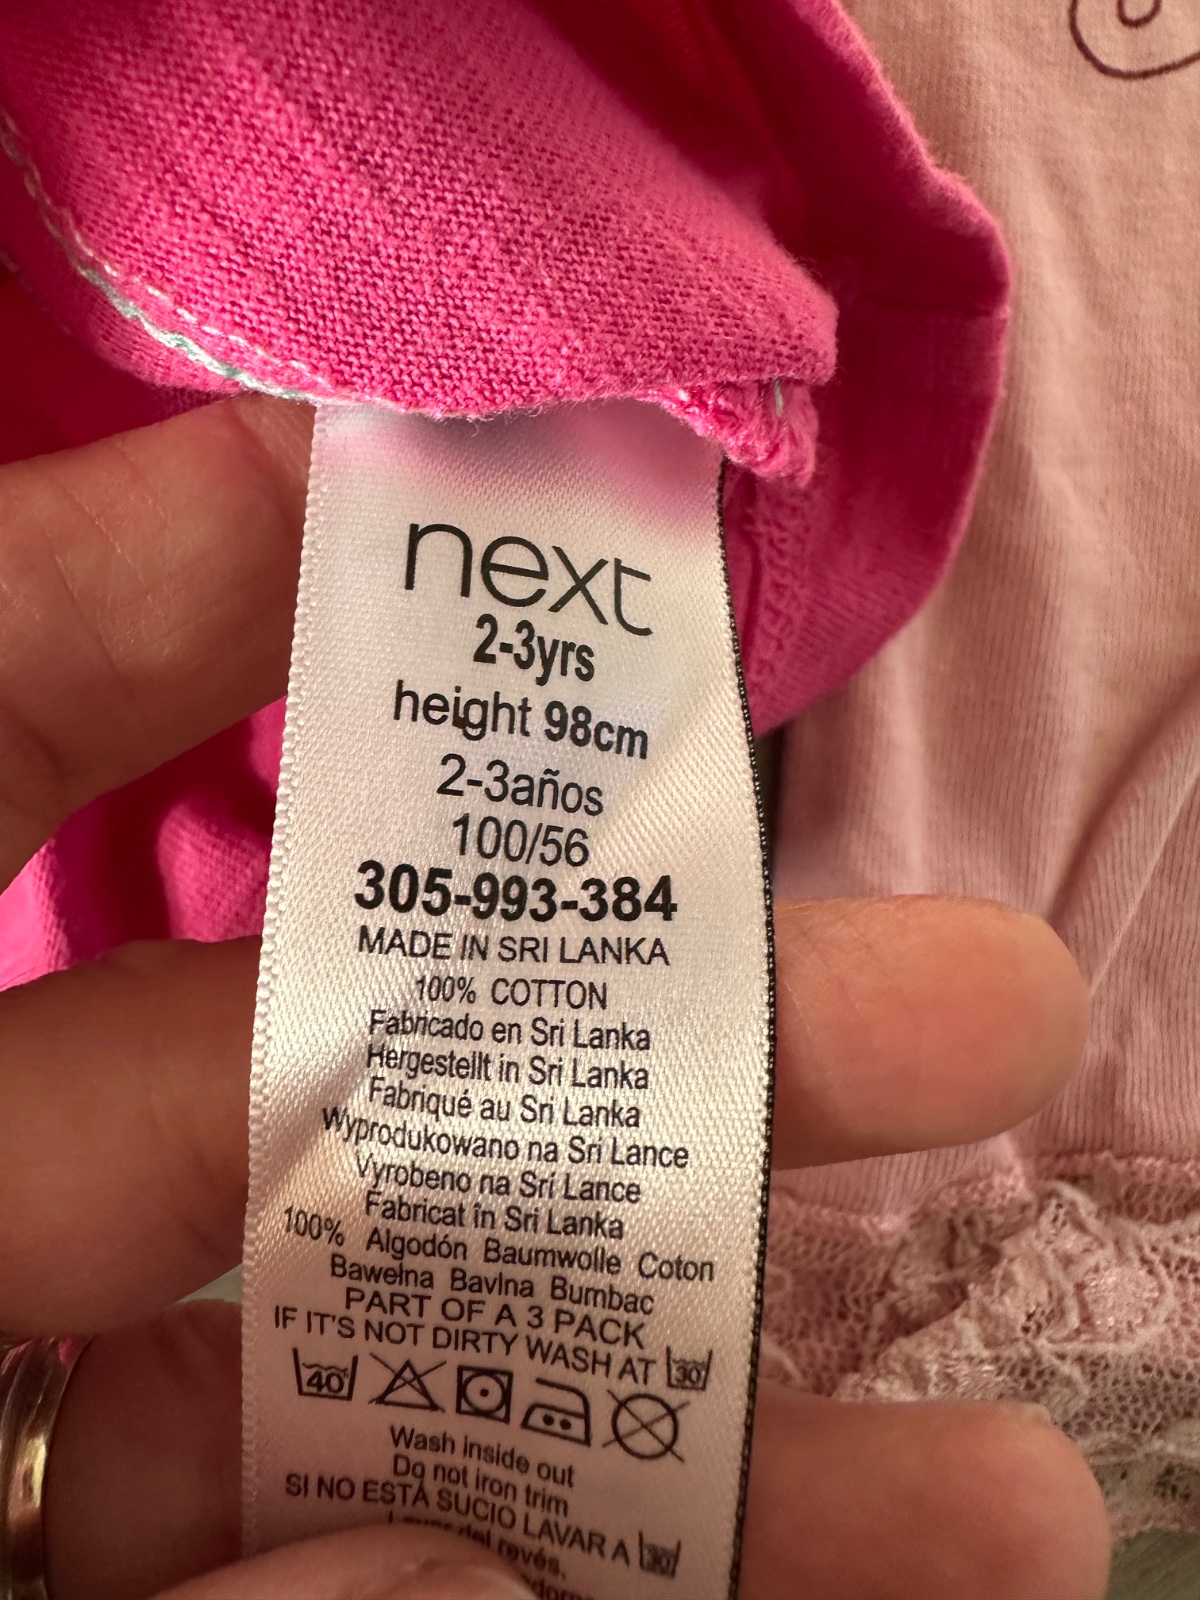 next
2-3yrs
height 98cm
2-3años
100/56
305-993-384
MADE IN SRI LANKA
100% COTTON
Fabricado en Sri Lanka
Hergestellt in Sri Lanka
Fabriqué au Sri Lanka
Wyprodukowano na Sri Lance
Vyrobeno na Srí Lance
Fabricat în Sri Lanka
100% Algodón Baumwolle Coton
Bawełna Bavlna Bumbac
PART OF A 3 PACK
IF IT'S NOT DIRTY WASH AT 30
40
Wash inside out
Do not iron trim
SI NO ESTÁ SUCIO LAVAR A 30
Lavar del revés.